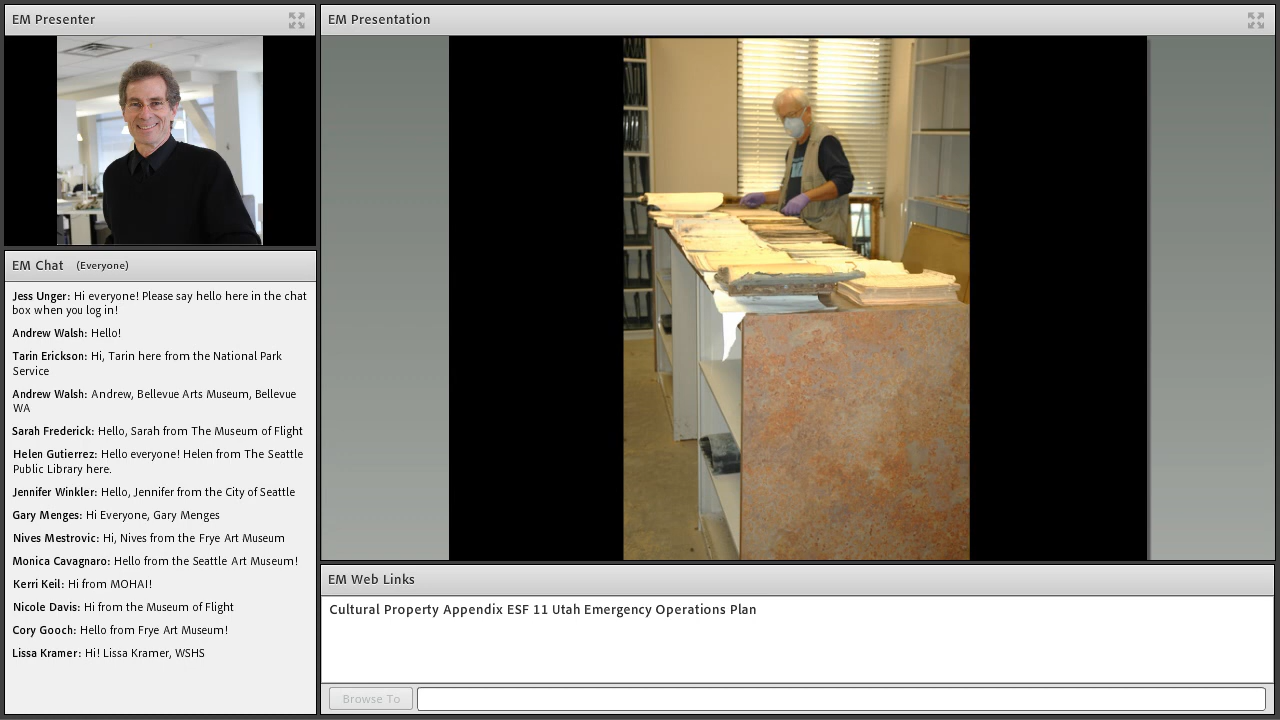 EM Presenter
EM Presentation
EM Chat (Everyone)
Jess Unger: Hi everyone! Please say hello here in the chat
box when you log in!
Andrew Walsh: Hello!
Tarin Erickson: Hi, Tarin here from the National Park
Service
Andrew Walsh: Andrew, Bellevue Arts Museum, Bellevue
WA
Sarah Frederick: Hello, Sarah from The Museum of Flight
Helen Gutierrez: Hello everyone! Helen from The Seattle
Public Library here.
Jennifer Winkler: Hello, Jennifer from the City of Seattle
Gary Menges: Hi Everyone, Gary Menges
Nives Mestrovic: Hi, Nives from the Frye Art Museum
Monica Cavagnaro: Hello from the Seattle Art Museum!
Kerri Keil: Hi from MOHAI!
Nicole Davis: Hi from the Museum of Flight
Cory Gooch: Hello from Frye Art Museum!
Lissa Kramer: Hi! Lissa Kramer, WSHS
EM Web Links
Cultural Property Appendix ESF 11 Utah Emergency Operations Plan
Browse To